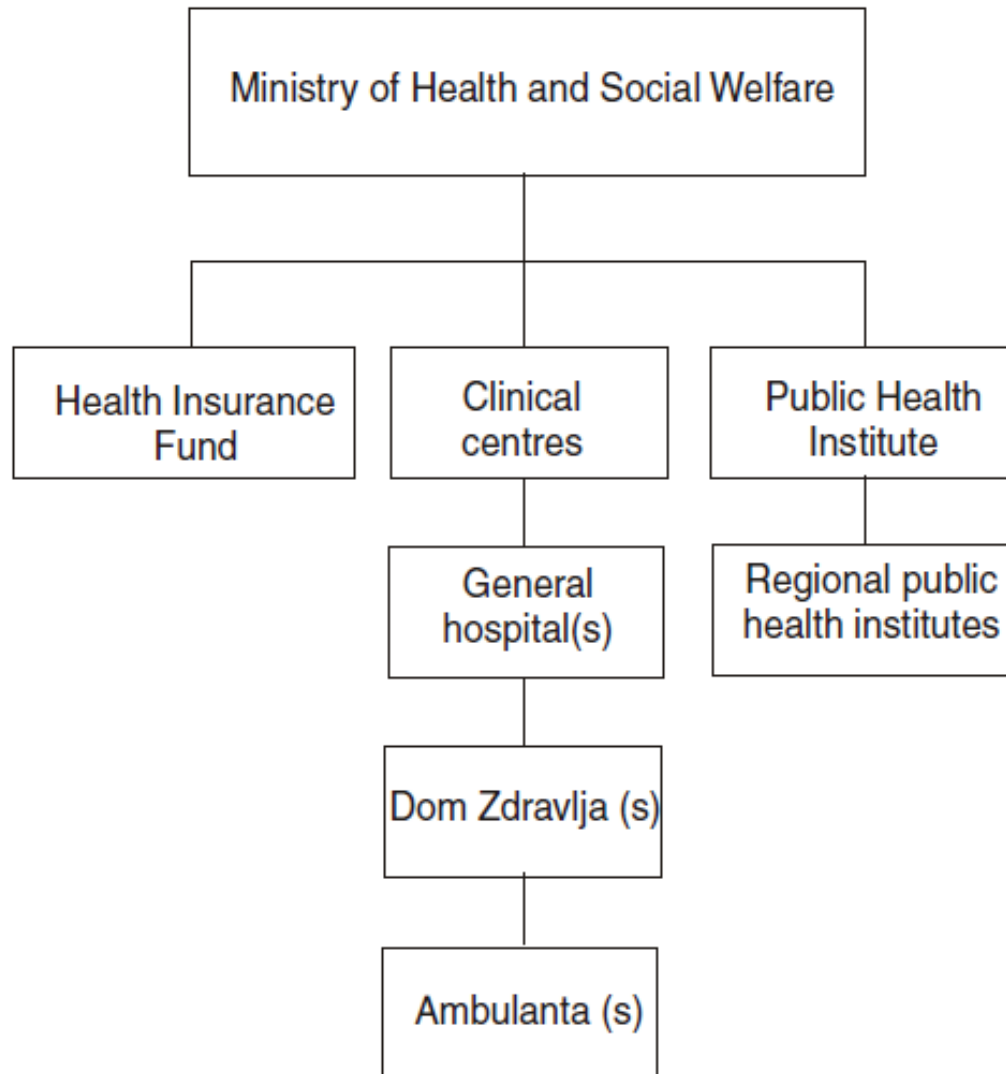 Ministry of Health and Social Welfare
Health Insurance
Fund
Clinical
centres
Public Health
Institute
General
hospital(s)
Regional public
health institutes
Dom Zdravlja (s)
Ambulanta (s)